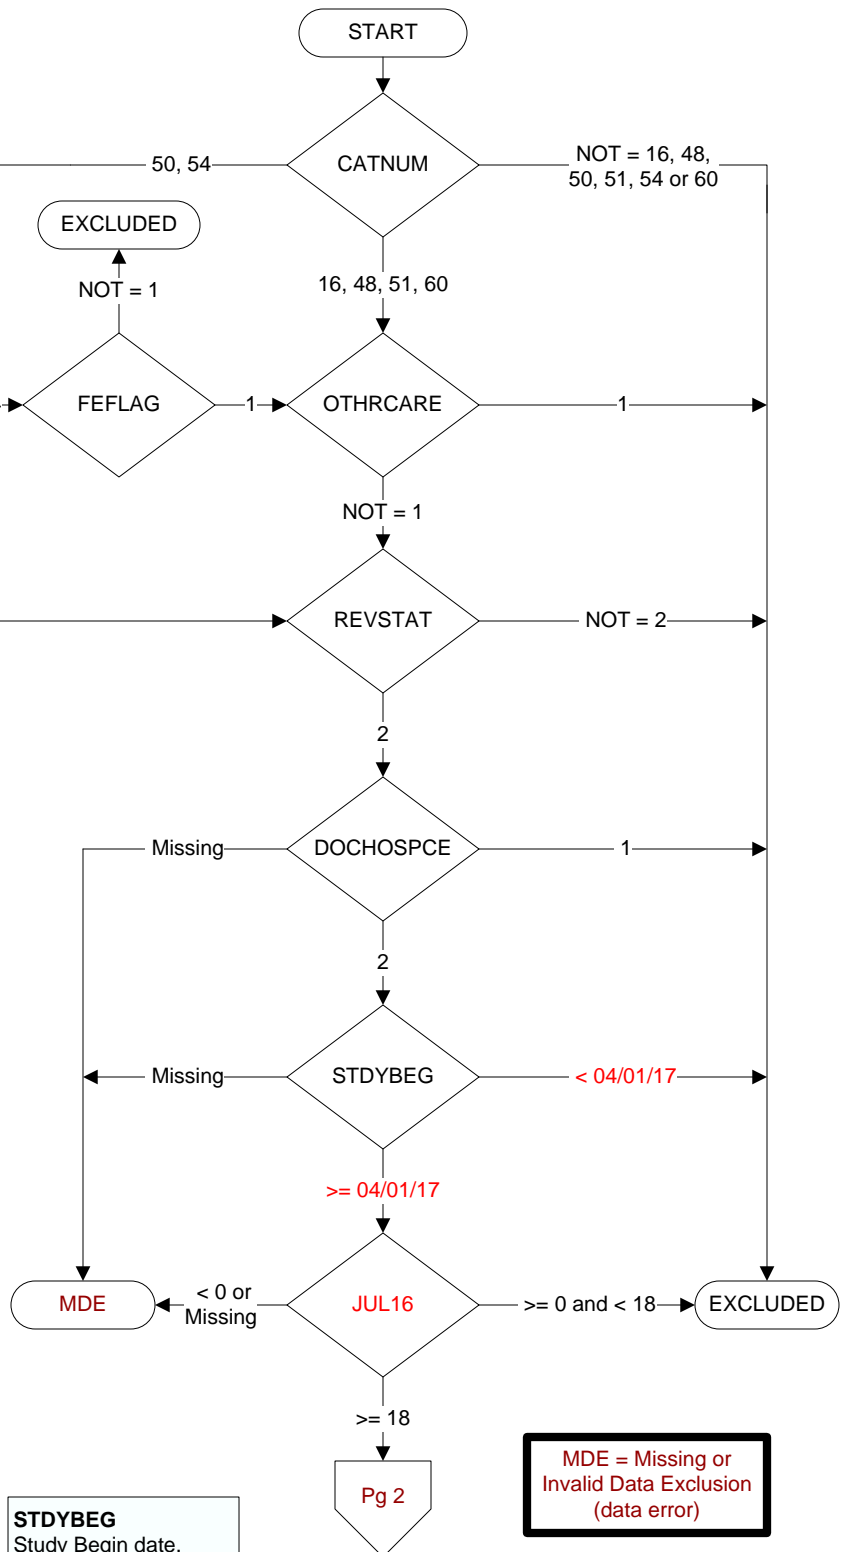 START
CATNUM
50, 54
NOT = 16, 48,
50, 51, 54 or 60
EXCLUDED
NOT = 1
16, 48, 51, 60
FEFLAG
1
OTHRCARE
1
NOT = 1
REVSTAT
NOT = 2
2
Missing
DOCHOSPCE
1
2
Missing
STDYBEG
< 04/01/17
>= 04/01/17
MDE
< 0 or
Missing
JUL16
>= 0 and < 18
EXCLUDED
>= 18
Pg 2
MDE = Missing or
Invalid Data Exclusion
(data error)
STDYBEG
Study Begin date.